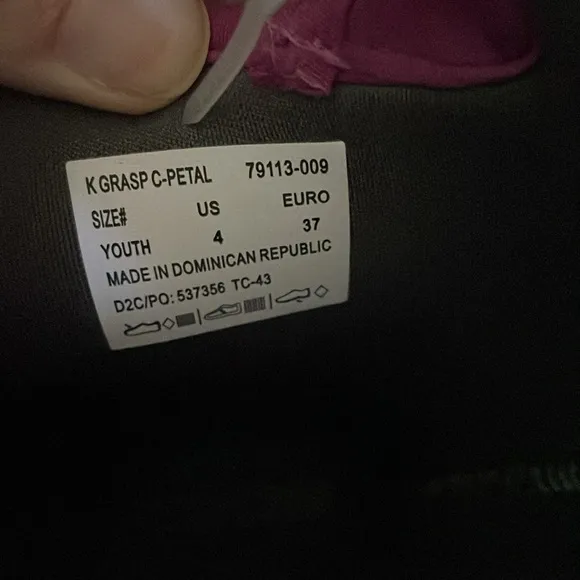 K GRASP C-PETAL 79113-009
SIZE# US EURO
YOUTH 4 37
MADE IN DOMINICAN REPUBLIC
D2C/PO: 537356 TC-43